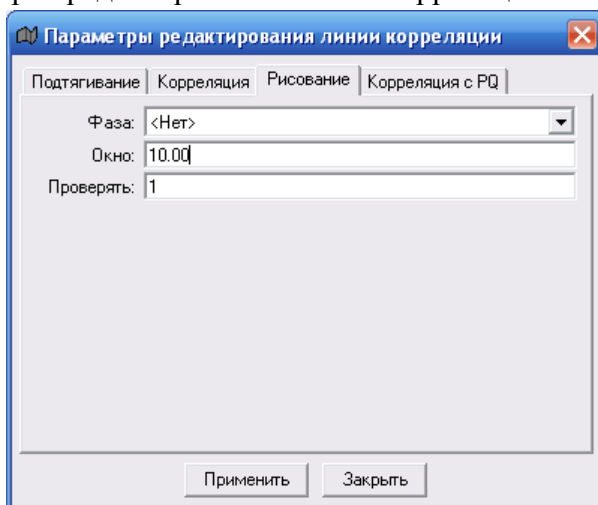 Параметры редактирования линии корреляции
Подтягивание Корреляция Рисование Корреляция с PQ
Фаза: <Нет>
Окно: 10.00
Проверять: 1
Применить Закрыть